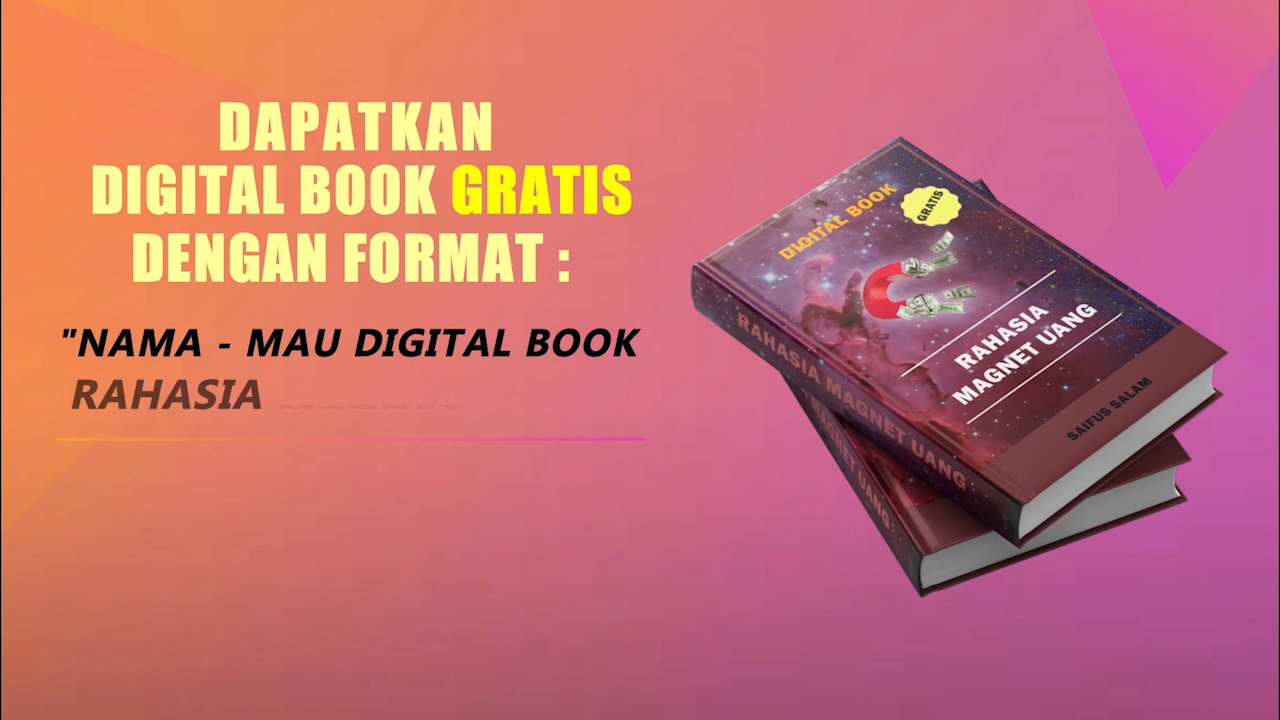 DAPATKAN
DIGITAL BOOK GRATIS
DENGAN FORMAT :
"NAMA - MAU DIGITAL BOOK
RAHASIA MAGNET
DIGITAL BOOK
GRATIS
RAHASIA
MAGNET UANG
SAIFUS SALAM
RAHASIA MAGNET UANG
MAGNET UANG